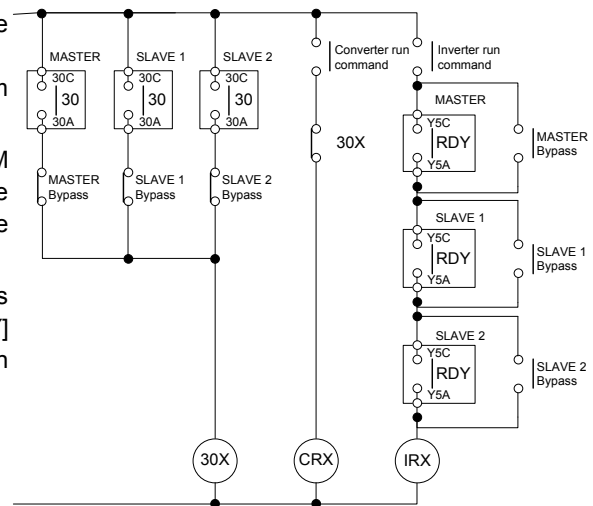 e
n
M
e
e
s
]
n
MASTER SLAVE 1 SLAVE 2
30C 30C 30C
30 30 30
30A 30A 30A
MASTER Bypass
SLAVE 1 Bypass
SLAVE 2 Bypass
Converter run
command
Inverter run
command
30X
MASTER
Y5C
RDY
Y5A
MASTER
Bypass
SLAVE 1
Y5C
RDY
Y5A
SLAVE 1
Bypass
SLAVE 2
Y5C
RDY
Y5A
SLAVE 2
Bypass
30X CRX IRX